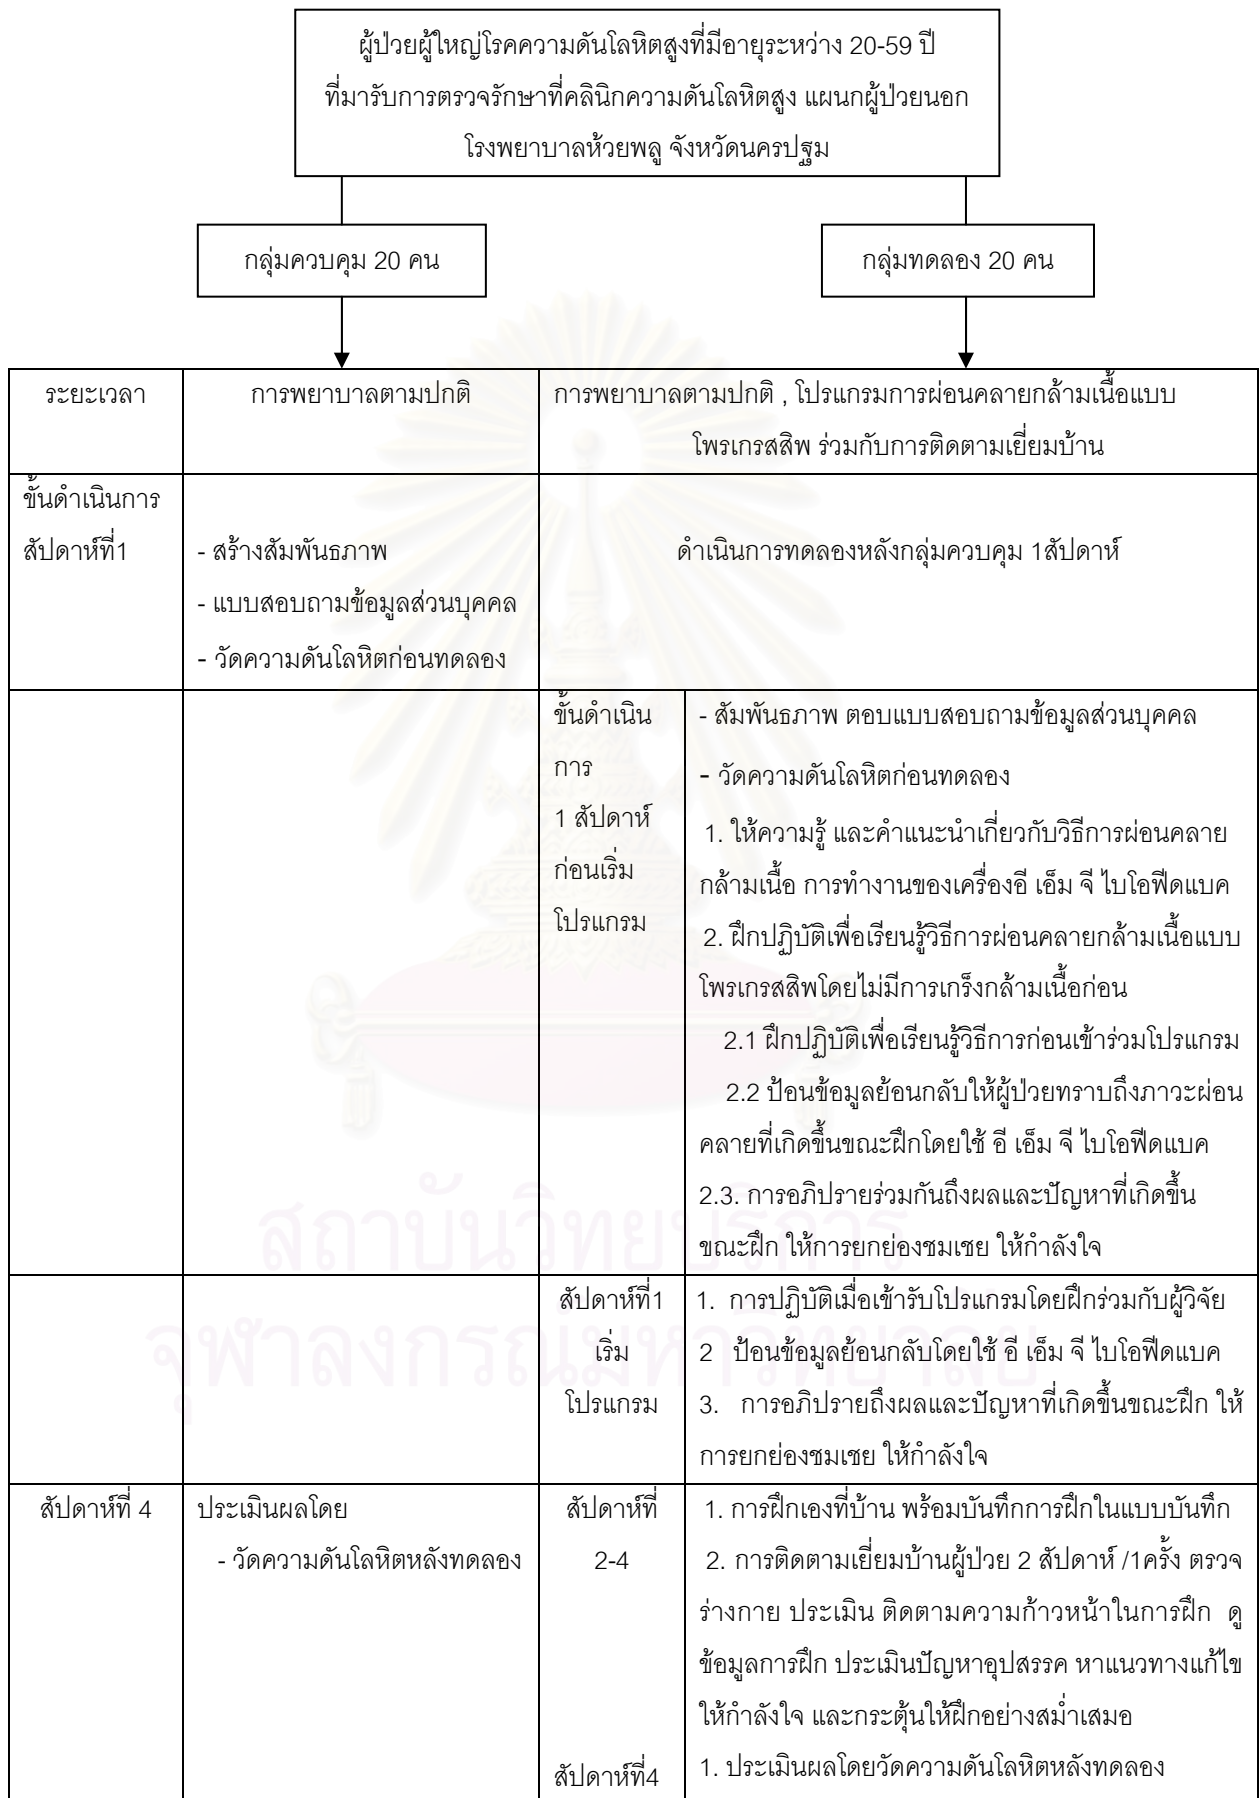 ผู้ป่วยผู้ใหญ่โรคความดันโลหิตสูงที่มีอายุระหว่าง 20-59 ปี
ที่มารับการตรวจรักษาที่คลินิกความดันโลหิตสูง แผนกผู้ป่วยนอก
โรงพยาบาลห้วยพลู จังหวัดนครปฐม
กลุ่มควบคุม 20 คน
กลุ่มทดลอง 20 คน
ระยะเวลา
การพยาบาลตามปกติ
การพยาบาลตามปกติ , โปรแกรมการผ่อนคลายกล้ามเนื้อแบบ
โพรเกรสสิพ ร่วมกับการติดตามเยี่ยมบ้าน
ขั้นดำเนินการ
สัปดาห์ที่1
- สร้างสัมพันธภาพ
- แบบสอบถามข้อมูลส่วนบุคคล
- วัดความดันโลหิตก่อนทดลอง
ดำเนินการทดลองหลังกลุ่มควบคุม 1สัปดาห์
ขั้นดำเนิน
การ
1 สัปดาห์
ก่อนเริ่ม
โปรแกรม
- สัมพันธภาพ ตอบแบบสอบถามข้อมูลส่วนบุคคล
- วัดความดันโลหิตก่อนทดลอง
1. ให้ความรู้ และคำแนะนำเกี่ยวกับวิธีการผ่อนคลาย
กล้ามเนื้อ การทำงานของเครื่องอี เอ็ม จี ไบโอฟีดแบค
2. ฝึกปฏิบัติเพื่อเรียนรู้วิธีการผ่อนคลายกล้ามเนื้อแบบ
โพรเกรสสิพโดยไม่มีการเกร็งกล้ามเนื้อก่อน
2.1 ฝึกปฏิบัติเพื่อเรียนรู้วิธีการก่อนเข้าร่วมโปรแกรม
2.2 ป้อนข้อมูลย้อนกลับให้ผู้ป่วยทราบถึงภาวะผ่อน
คลายที่เกิดขึ้นขณะฝึกโดยใช้ อี เอ็ม จี ไบโอฟีดแบค
2.3. การอภิปรายร่วมกันถึงผลและปัญหาที่เกิดขึ้น
ขณะฝึก ให้การยกย่องชมเชย ให้กำลังใจ
สัปดาห์ที่1
เริ่ม
โปรแกรม
1. การปฏิบัติเมื่อเข้ารับโปรแกรมโดยฝึกร่วมกับผู้วิจัย
2 ป้อนข้อมูลย้อนกลับโดยใช้ อี เอ็ม จี ไบโอฟีดแบค
3. การอภิปรายถึงผลและปัญหาที่เกิดขึ้นขณะฝึก ให้
การยกย่องชมเชย ให้กำลังใจ
สัปดาห์ที่ 4
ประเมินผลโดย
- วัดความดันโลหิตหลังทดลอง
สัปดาห์ที่
2-4
1. การฝึกเองที่บ้าน พร้อมบันทึกการฝึกในแบบบันทึก
2. การติดตามเยี่ยมบ้านผู้ป่วย 2 สัปดาห์ /1ครั้ง ตรวจ
ร่างกาย ประเมิน ติดตามความก้าวหน้าในการฝึก ดู
ข้อมูลการฝึก ประเมินปัญหาอุปสรรค หาแนวทางแก้ไข
ให้กำลังใจ และกระตุ้นให้ฝึกอย่างสม่ำเสมอ
สัปดาห์ที่4
1. ประเมินผลโดยวัดความดันโลหิตหลังทดลอง
สถาบันวิทยบริการ
จุฬาลงกรณ์มหาวิทยาลัย